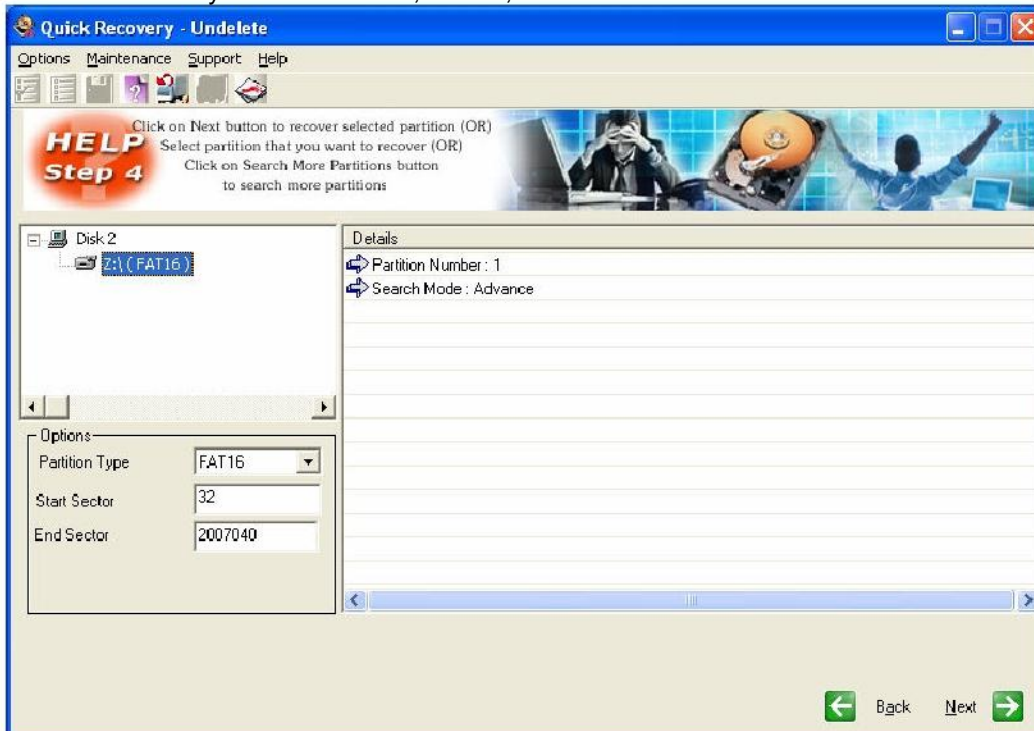 Quick Recovery - Undelete
Options Maintenance Support Help
HELP
Step 4
Click on Next button to recover selected partition (OR)
Select partition that you want to recover (OR)
Click on Search More Partitions button
to search more partitions
Disk 2
Z:\(FAT16)
Details
Partition Number : 1
Search Mode : Advance
Options
Partition Type FAT16
Start Sector 32
End Sector 2007040
Back Next